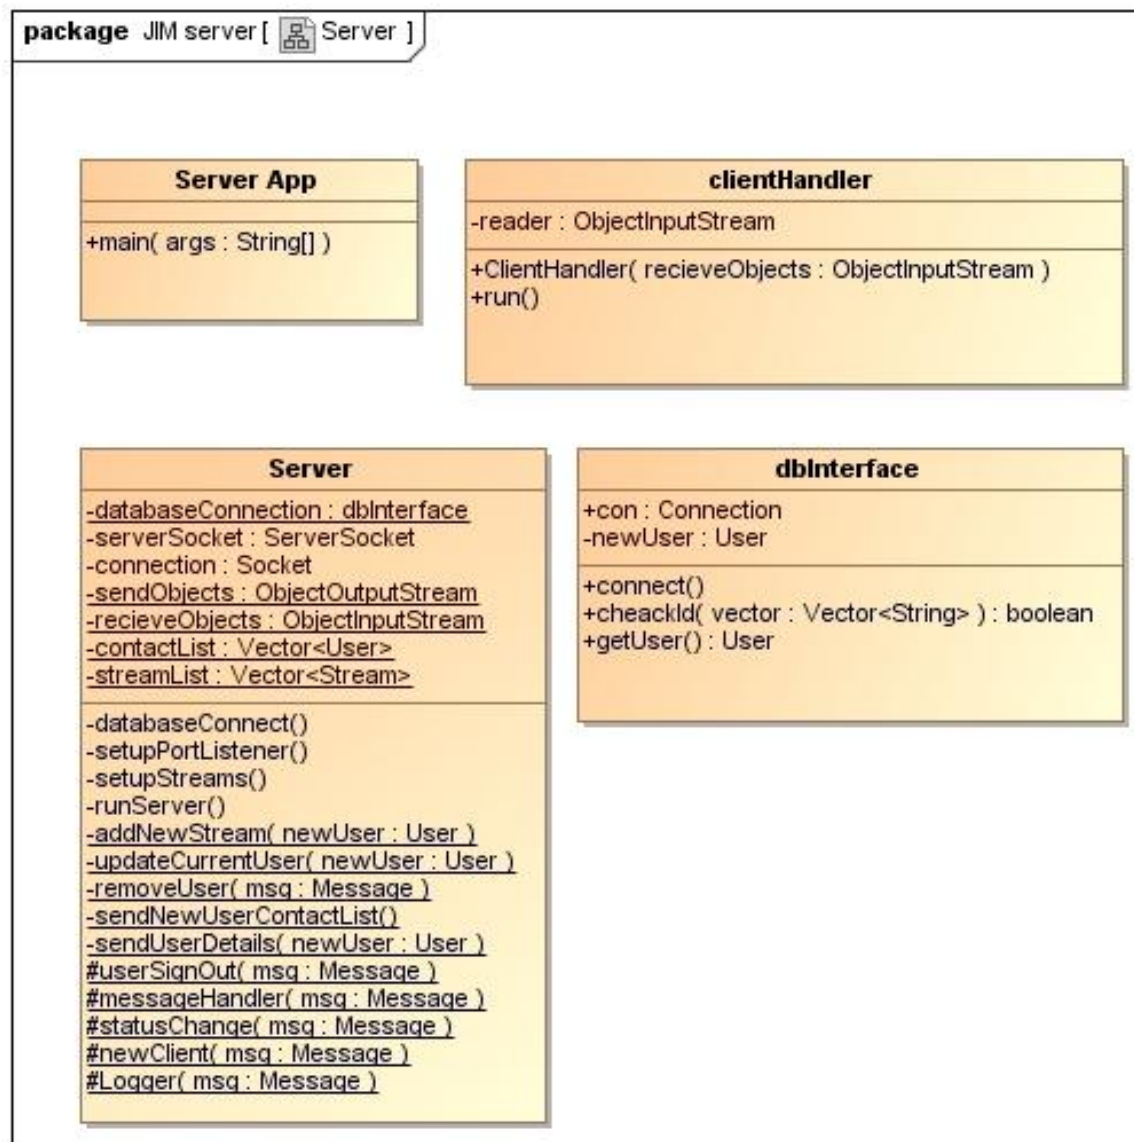 package JIM server [ Server ]
Server App
+main( args : String[] )
clientHandler
-reader : ObjectInputStream
+ClientHandler( recieveObjects : ObjectInputStream )
+run()
Server
-databaseConnection : dbInterface
-serverSocket : ServerSocket
-connection : Socket
-sendObjects : ObjectOutputStream
-recieveObjects : ObjectInputStream
-contactList : Vector<User>
-streamList : Vector<Stream>
-databaseConnect()
-setupPortListener()
-setupStreams()
-runServer()
-addNewStream( newUser : User )
-updateCurrentUser( newUser : User )
-removeUser( msg : Message )
-sendNewUserContactList()
-sendUserDetails( newUser : User )
#userSignOut( msg : Message )
#messageHandler( msg : Message )
#statusChange( msg : Message )
#newClient( msg : Message )
#Logger( msg : Message )
dbInterface
+con : Connection
-newUser : User
+connect()
+cheackId( vector : Vector<String> ) : boolean
+getUser() : User